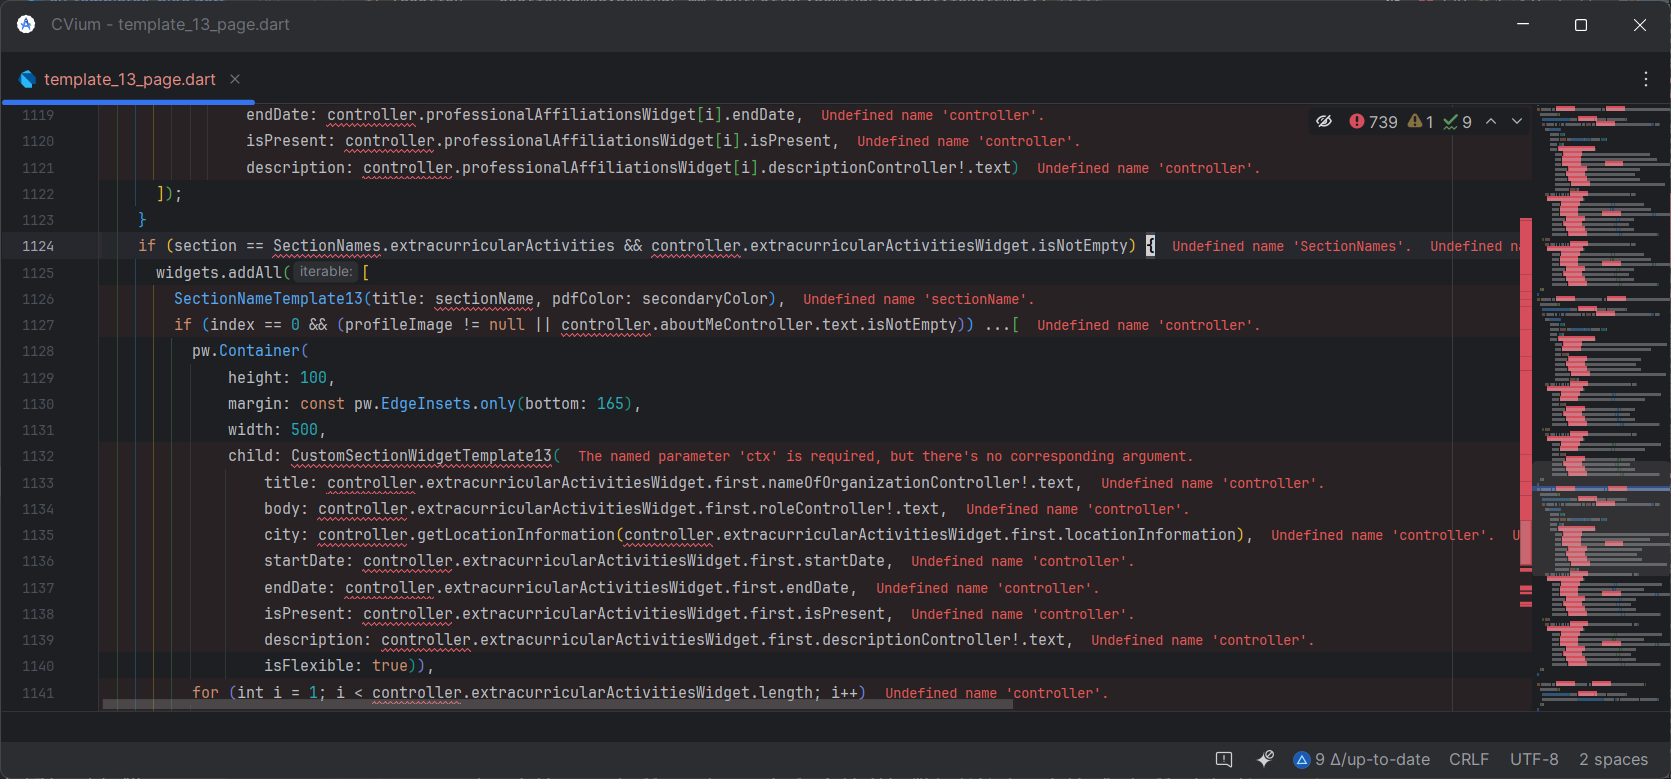 CVium - template_13_page.dart
template_13_page.dart
739 1 9
1119 endDate: controller.professionalAffiliationsWidget[i].endDate, Undefined name 'controller'.
1120 isPresent: controller.professionalAffiliationsWidget[i].isPresent, Undefined name 'controller'.
1121 description: controller.professionalAffiliationsWidget[i].descriptionController!.text) Undefined name 'controller'.
1122 ]);
1123 }
1124 if (section == SectionNames.extracurricularActivities && controller.extracurricularActivitiesWidget.isNotEmpty) { Undefined name 'SectionNames'. Undefined n
1125 widgets.addAll( iterable: [
1126 SectionNameTemplate13(title: sectionName, pdfColor: secondaryColor), Undefined name 'sectionName'.
1127 if (index == 0 && (profileImage != null || controller.aboutMeController.text.isNotEmpty)) ...[ Undefined name 'controller'.
1128 pw.Container(
1129 height: 100,
1130 margin: const pw.EdgeInsets.only(bottom: 165),
1131 width: 500,
1132 child: CustomSectionWidgetTemplate13( The named parameter 'ctx' is required, but there's no corresponding argument.
1133 title: controller.extracurricularActivitiesWidget.first.nameOfOrganizationController!.text, Undefined name 'controller'.
1134 body: controller.extracurricularActivitiesWidget.first.roleController!.text, Undefined name 'controller'.
1135 city: controller.getLocationInformation(controller.extracurricularActivitiesWidget.first.locationInformation), Undefined name 'controller'. U
1136 startDate: controller.extracurricularActivitiesWidget.first.startDate, Undefined name 'controller'.
1137 endDate: controller.extracurricularActivitiesWidget.first.endDate, Undefined name 'controller'.
1138 isPresent: controller.extracurricularActivitiesWidget.first.isPresent, Undefined name 'controller'.
1139 description: controller.extracurricularActivitiesWidget.first.descriptionController!.text, Undefined name 'controller'.
1140 isFlexible: true)),
1141 for (int i = 1; i < controller.extracurricularActivitiesWidget.length; i++) Undefined name 'controller'.
9 Δ/up-to-date CRLF UTF-8 2 spaces